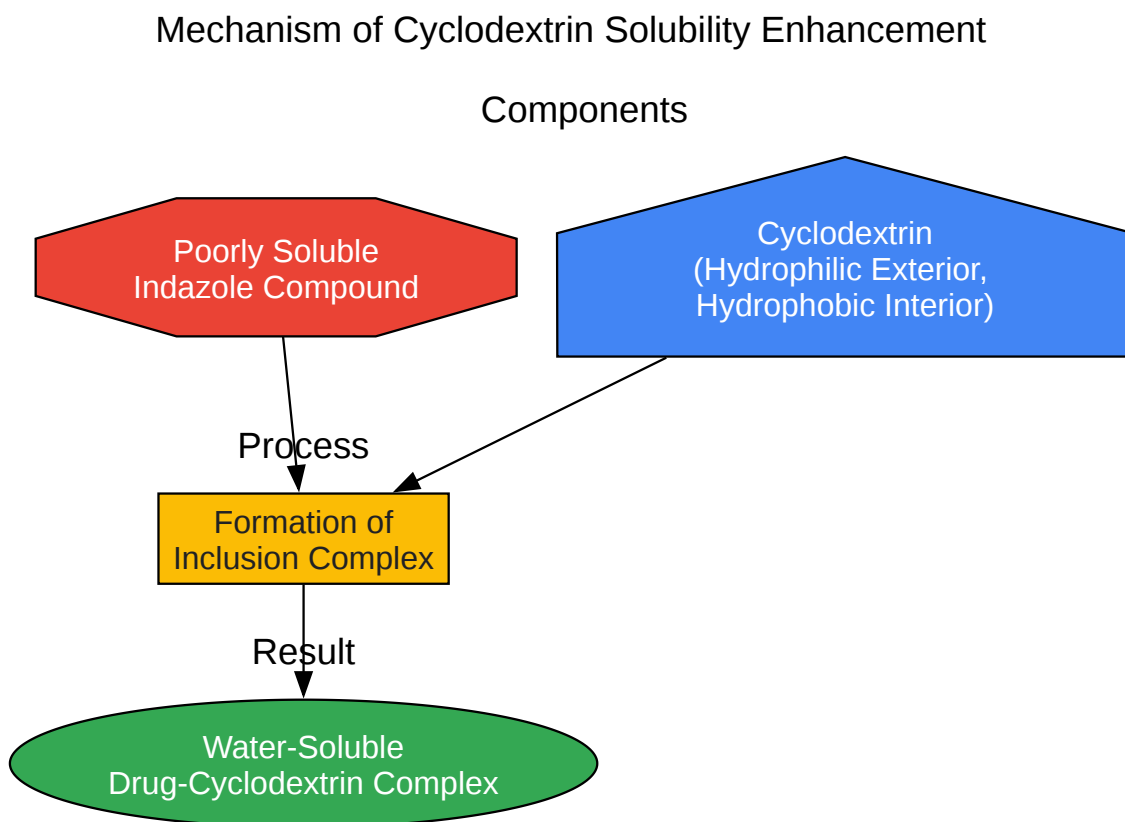 Mechanism of Cyclodextrin Solubility Enhancement
Components
Poorly Soluble
Indazole Compound
Cyclodextrin
(Hydrophilic Exterior,
Hydrophobic Interior)
Process
Formation of
Inclusion Complex
Result
Water-Soluble
Drug-Cyclodextrin Complex